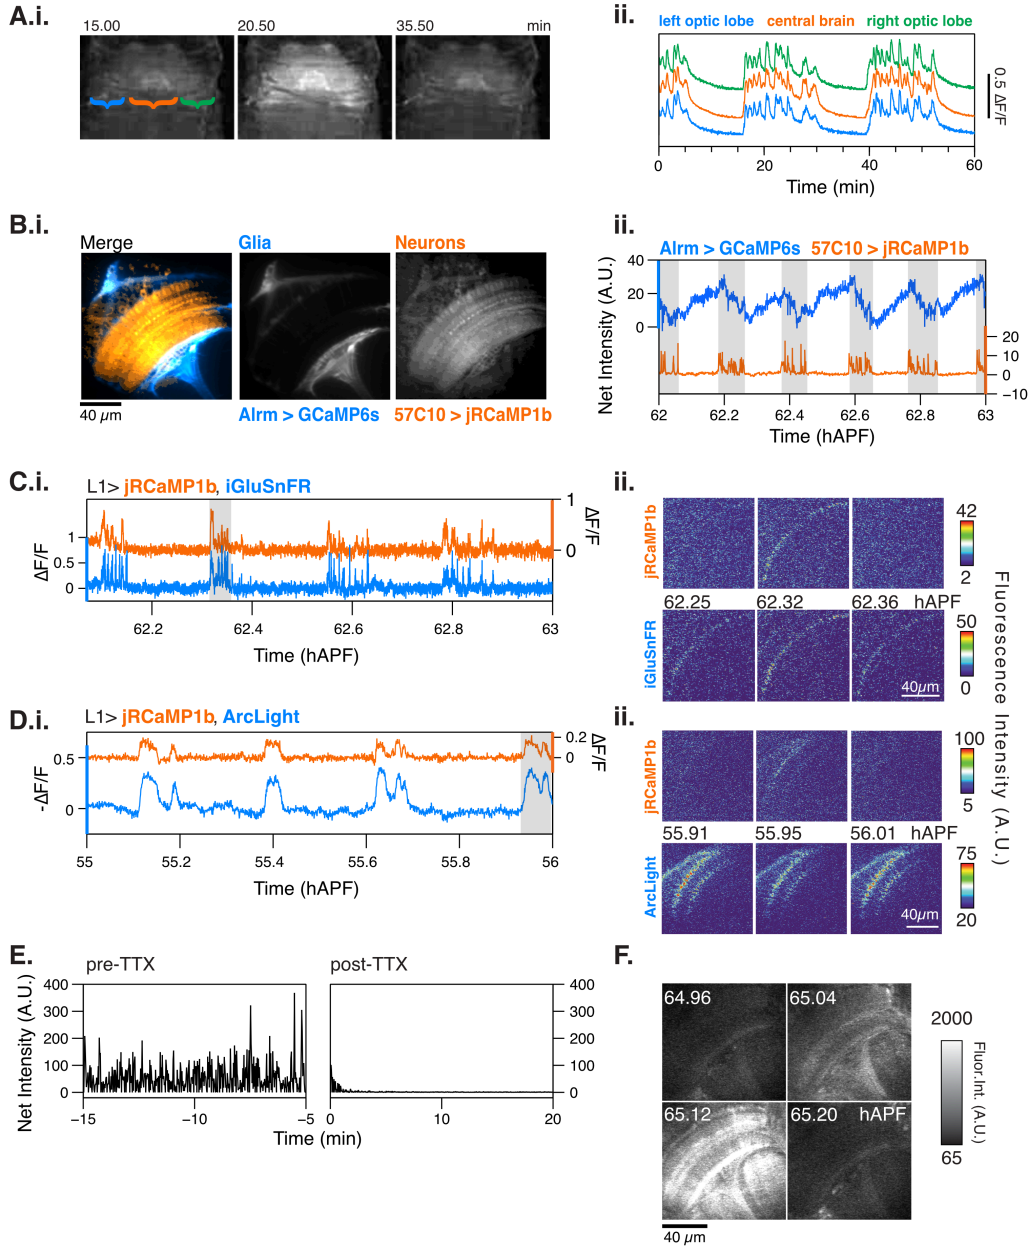 A.i.
15.00 20.50 35.50 min
ii.
left optic lobe central brain right optic lobe
0.5 ΔF/F
0 20 40 60
Time (min)
B.i.
Merge Glia Neurons
40 µm
Alrm > GCaMP6s 57C10 > jRCaMP1b
ii.
Alrm > GCaMP6s 57C10 > jRCaMP1b
Net Intensity (A.U.)
40
20
0
20
10
0
−10
62 62.2 62.4 62.6 62.8 63
Time (hAPF)
C.i.
L1> jRCaMP1b, iGluSnFR
ΔF/F
1
0.5
0
1
0
ΔF/F
62.2 62.4 62.6 62.8 63
Time (hAPF)
ii.
jRCaMP1b
42
2
62.25 62.32 62.36 hAPF
iGluSnFR
50
0
40µm
Fluorescence Intensity (A.U.)
D.i.
L1> jRCaMP1b, ArcLight
-ΔF/F
0.5
0
0.2
0
ΔF/F
55 55.2 55.4 55.6 55.8 56
Time (hAPF)
ii.
jRCaMP1b
100
5
55.91 55.95 56.01 hAPF
ArcLight
75
20
40µm
E.
pre-TTX post-TTX
Net Intensity (A.U.)
400
300
200
100
0
400
300
200
100
0
−15 −10 −5
0 10 20
Time (min)
F.
64.96 65.04
65.12 65.20 hAPF
2000
65
Fluor.Int. (A.U.)
40 µm